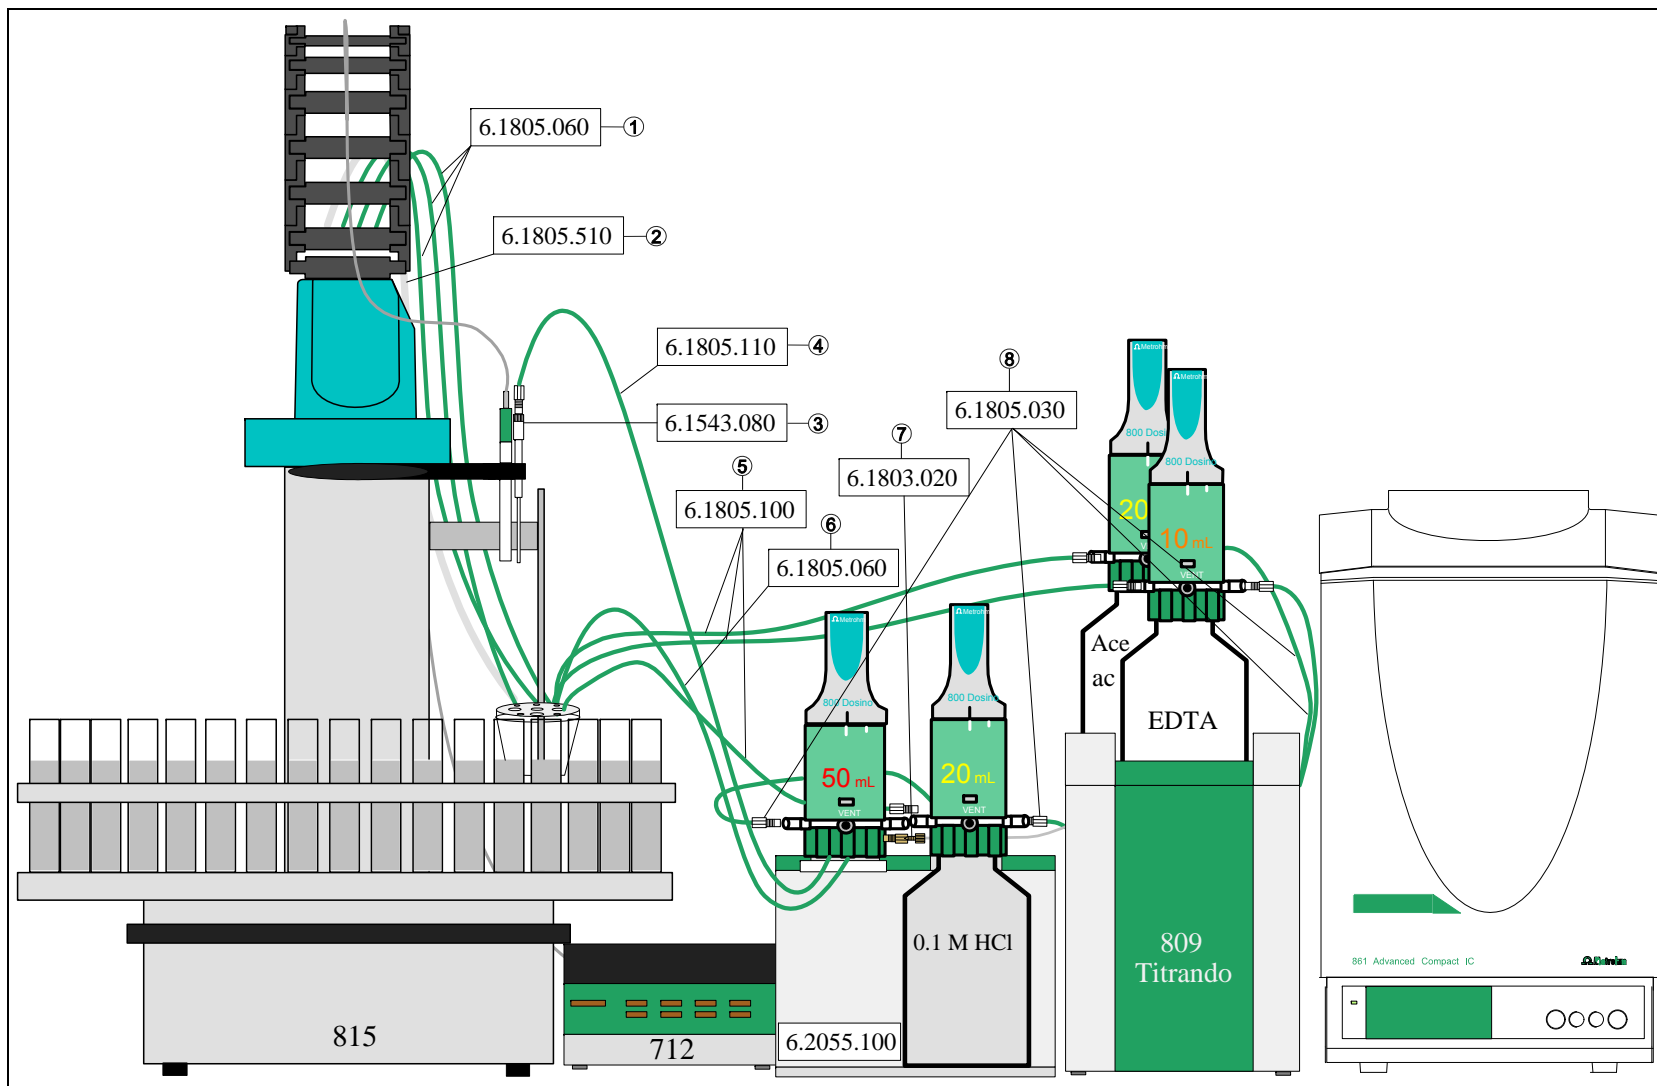 6.1805.060
1
6.1805.510
2
6.1805.110
4
8
6.1805.030
6.1543.080
3
7
6.1803.020
5
6.1805.100
6
6.1805.060
Metrohm
800 Dosi
20
Metrohm
800 Dosino
10 mL
VENT
Ace
ac
EDTA
Metrohm
800 Dosino
50 mL
VENT
Metrohm
800 Dosino
20 mL
VENT
0.1 M HCl
809
Titrando
861 Advanced Compact IC
Metrohm
815
712
6.2055.100